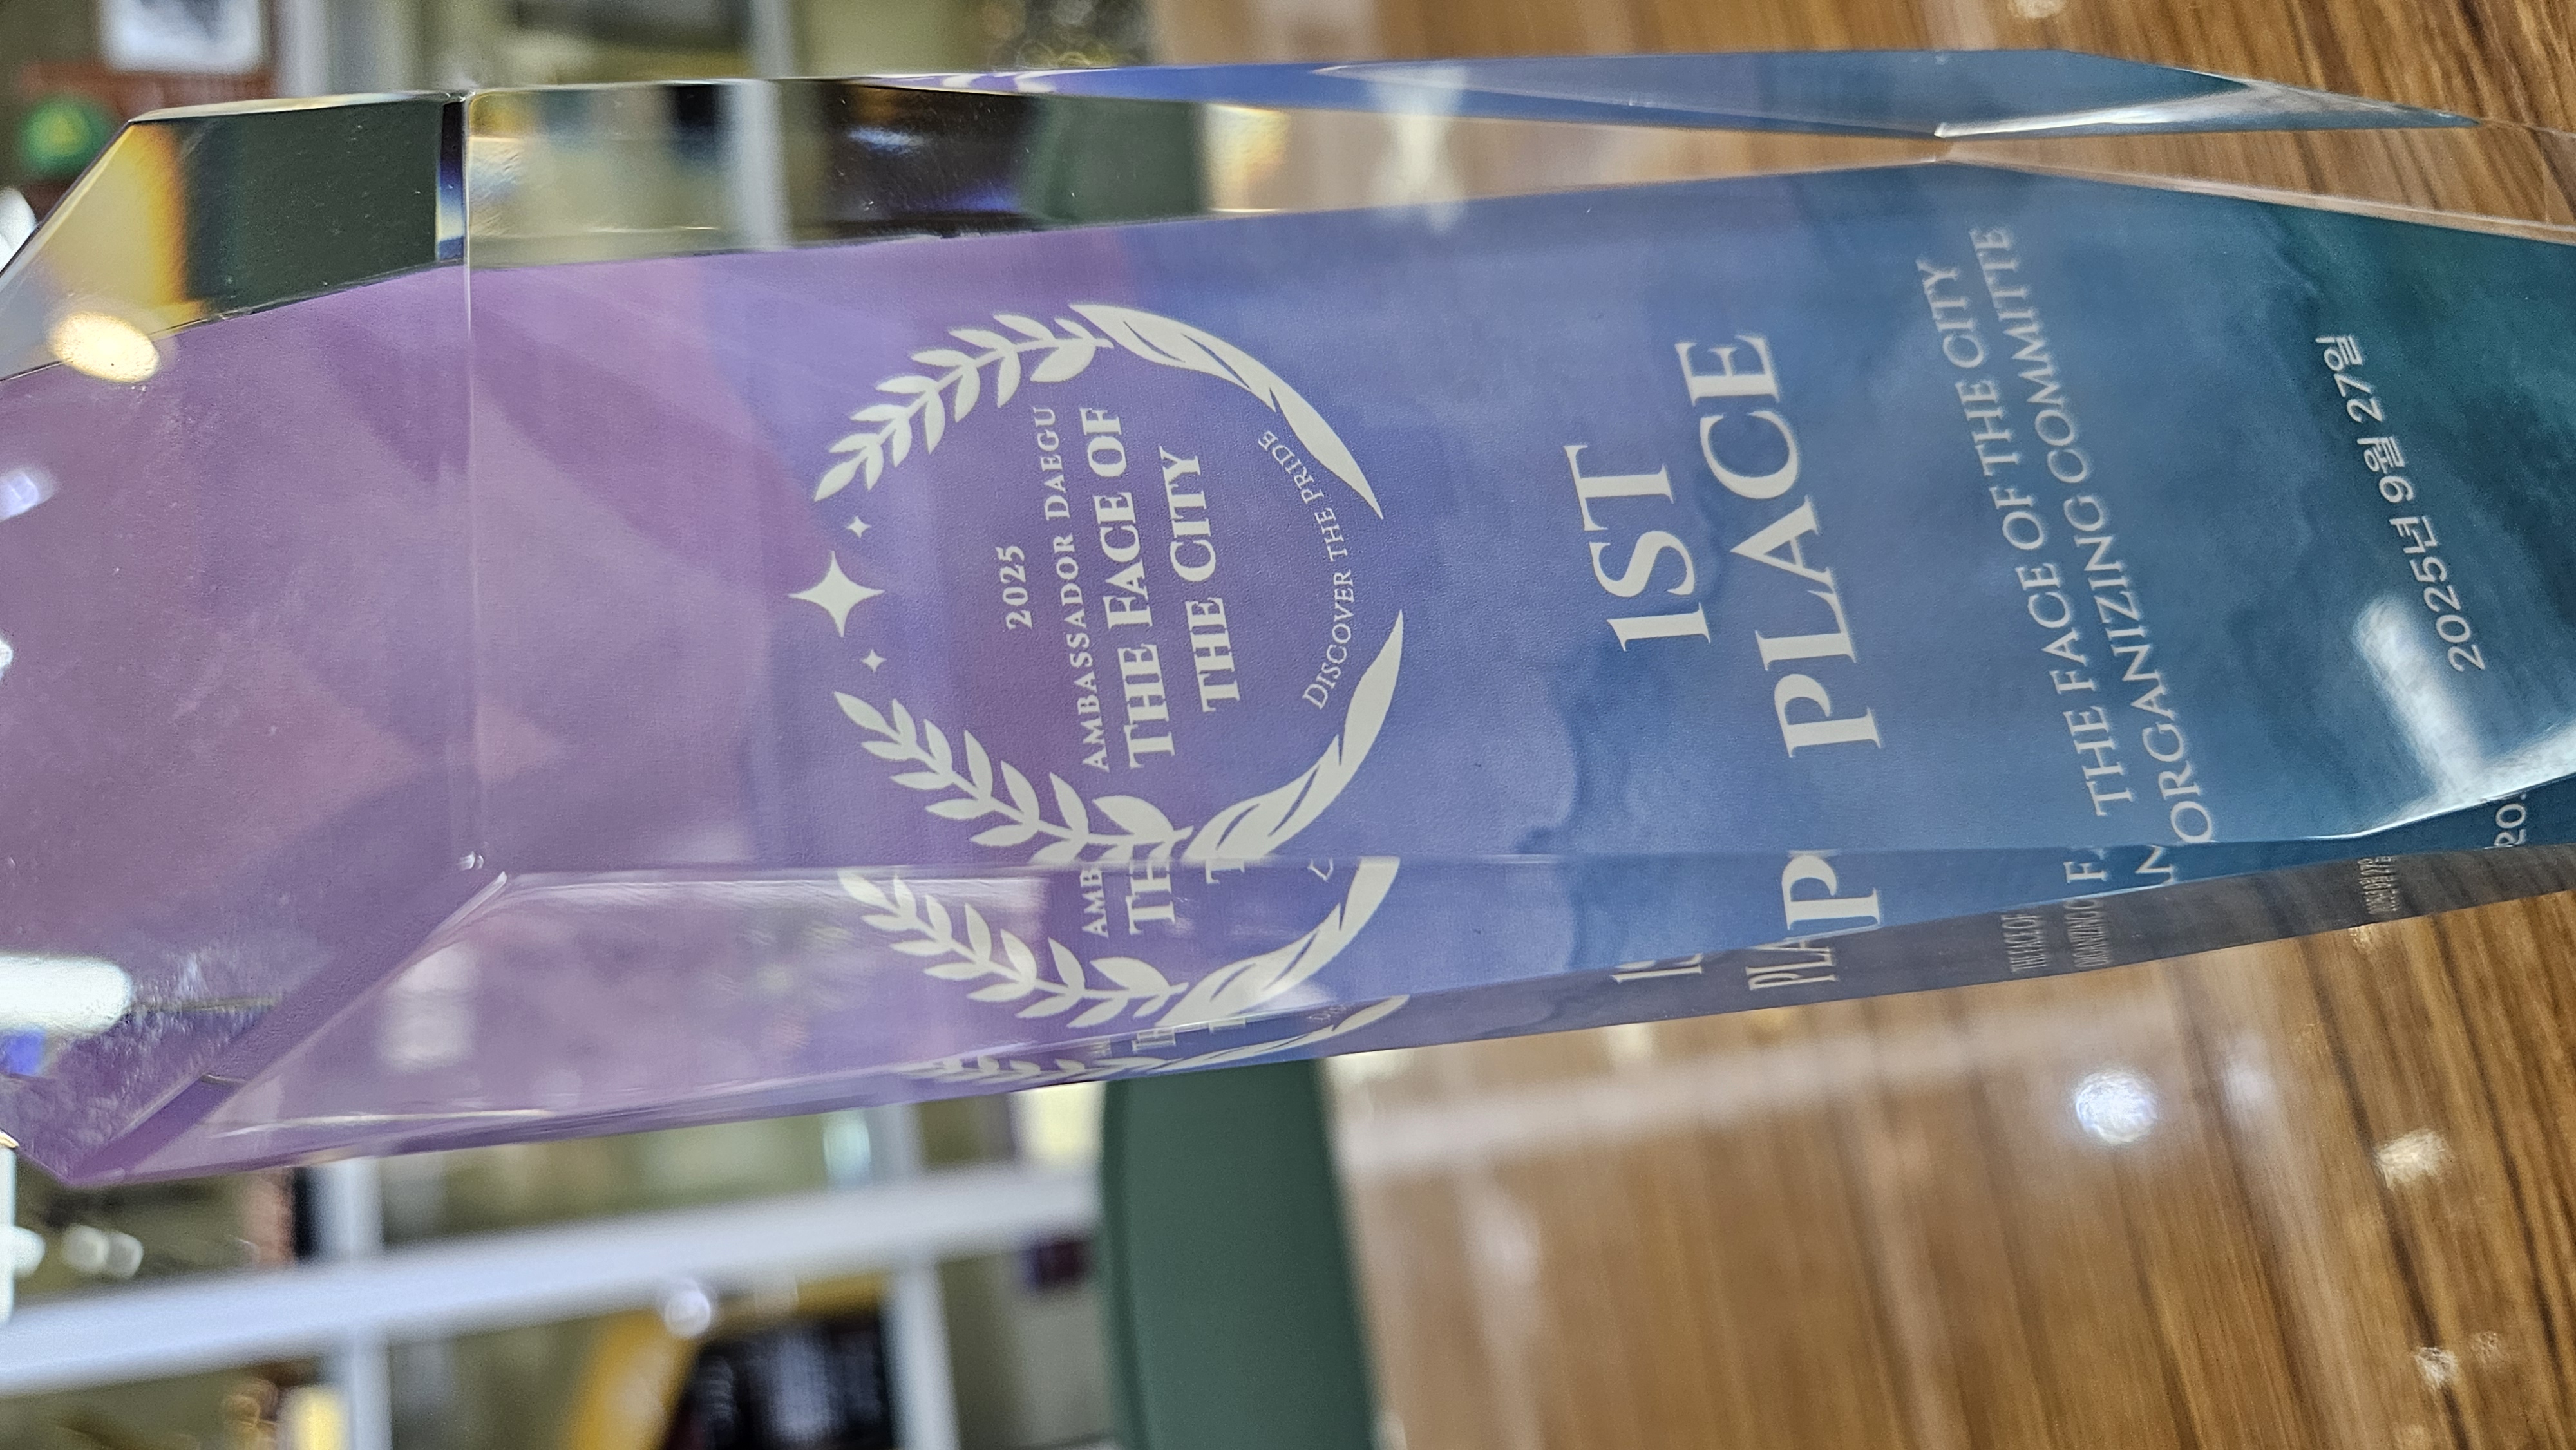 2025
AMBASSADOR DAEGU
THE FACE OF
THE CITY
DISCOVER THE PRIDE
1ST
PLACE
THE FACE OF THE CITY
ORGANIZING COMMITTE
2025년 9월 27일